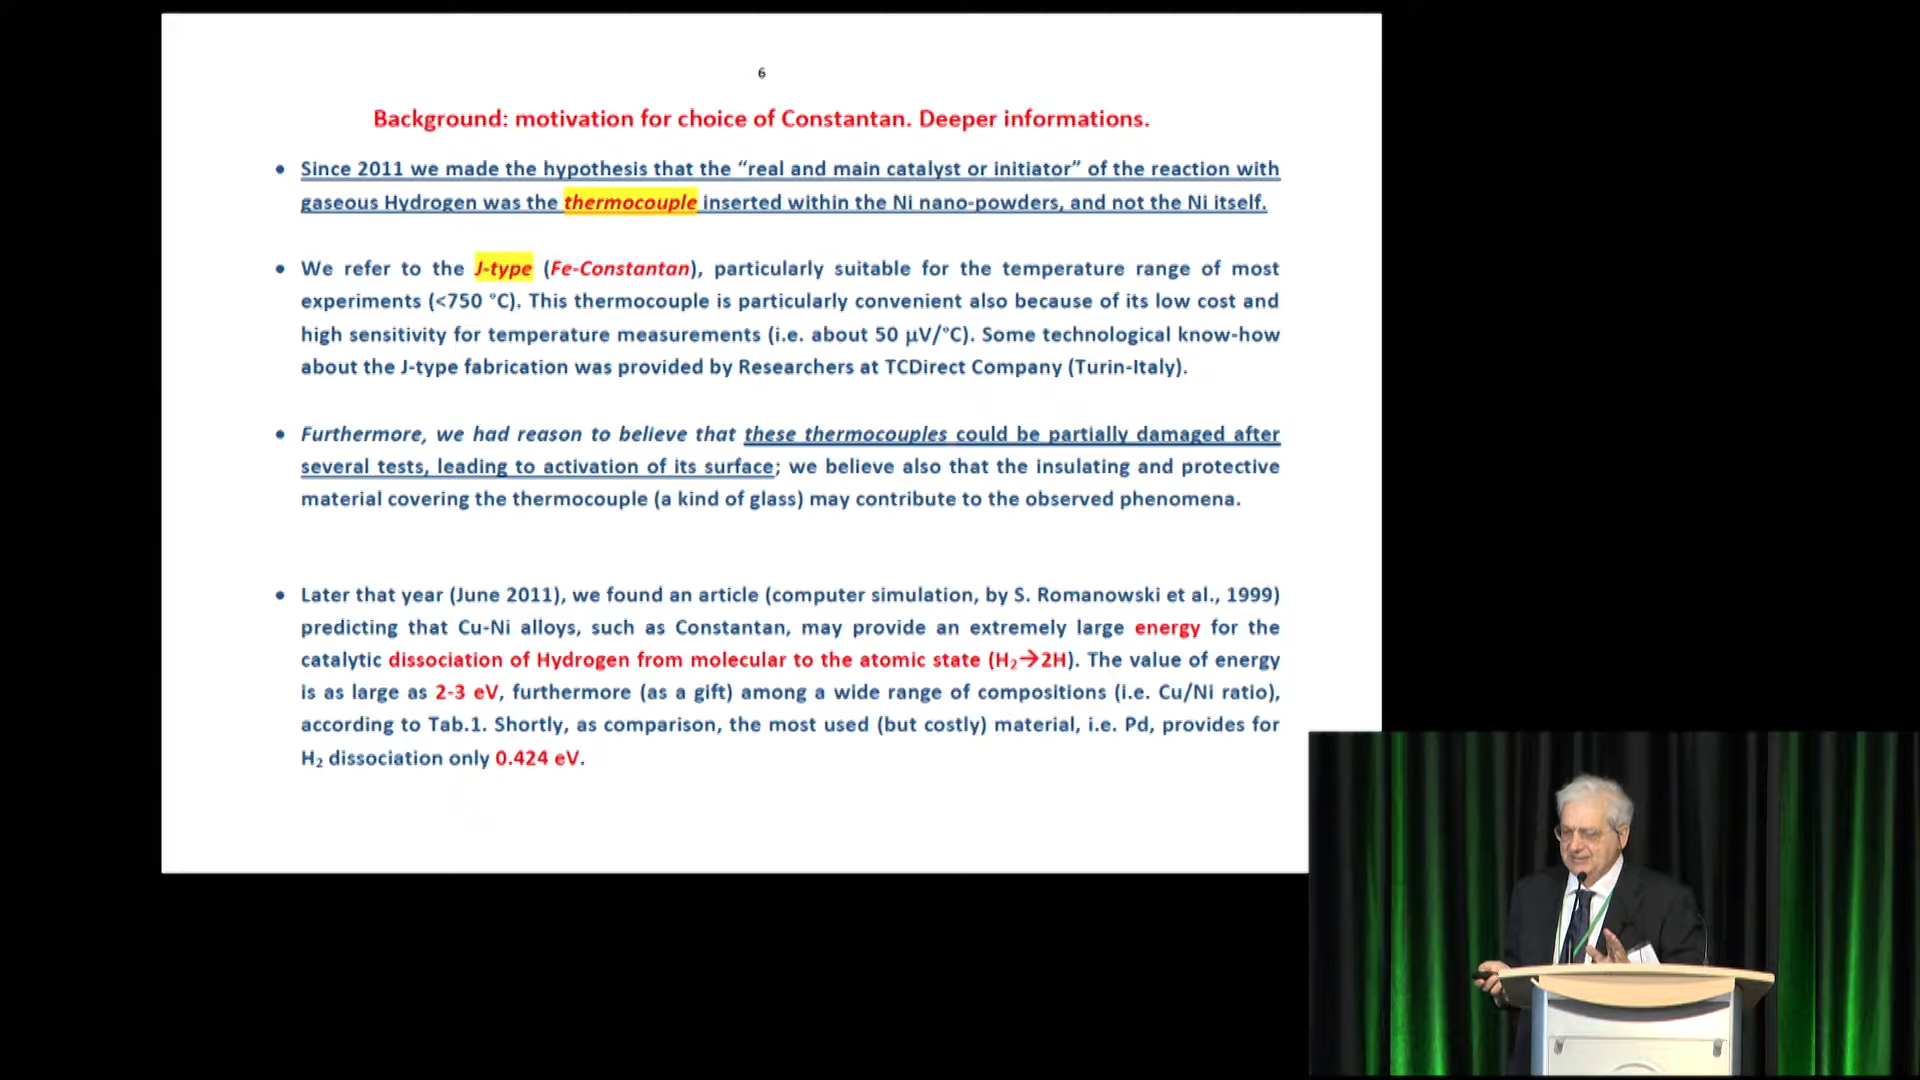 6
Background: motivation for choice of Constantan. Deeper informations.
• Since 2011 we made the hypothesis that the “real and main catalyst or initiator” of the reaction with
gaseous Hydrogen was the thermocouple inserted within the Ni nano-powders, and not the Ni itself.
• We refer to the J-type (Fe-Constantan), particularly suitable for the temperature range of most
experiments (<750 °C). This thermocouple is particularly convenient also because of its low cost and
high sensitivity for temperature measurements (i.e. about 50 μV/°C). Some technological know-how
about the J-type fabrication was provided by Researchers at TCDirect Company (Turin-Italy).
• Furthermore, we had reason to believe that these thermocouples could be partially damaged after
several tests, leading to activation of its surface; we believe also that the insulating and protective
material covering the thermocouple (a kind of glass) may contribute to the observed phenomena.
• Later that year (June 2011), we found an article (computer simulation, by S. Romanowski et al., 1999)
predicting that Cu-Ni alloys, such as Constantan, may provide an extremely large energy for the
catalytic dissociation of Hydrogen from molecular to the atomic state (H₂→2H). The value of energy
is as large as 2-3 eV, furthermore (as a gift) among a wide range of compositions (i.e. Cu/Ni ratio),
according to Tab.1. Shortly, as comparison, the most used (but costly) material, i.e. Pd, provides for
H₂ dissociation only 0.424 eV.